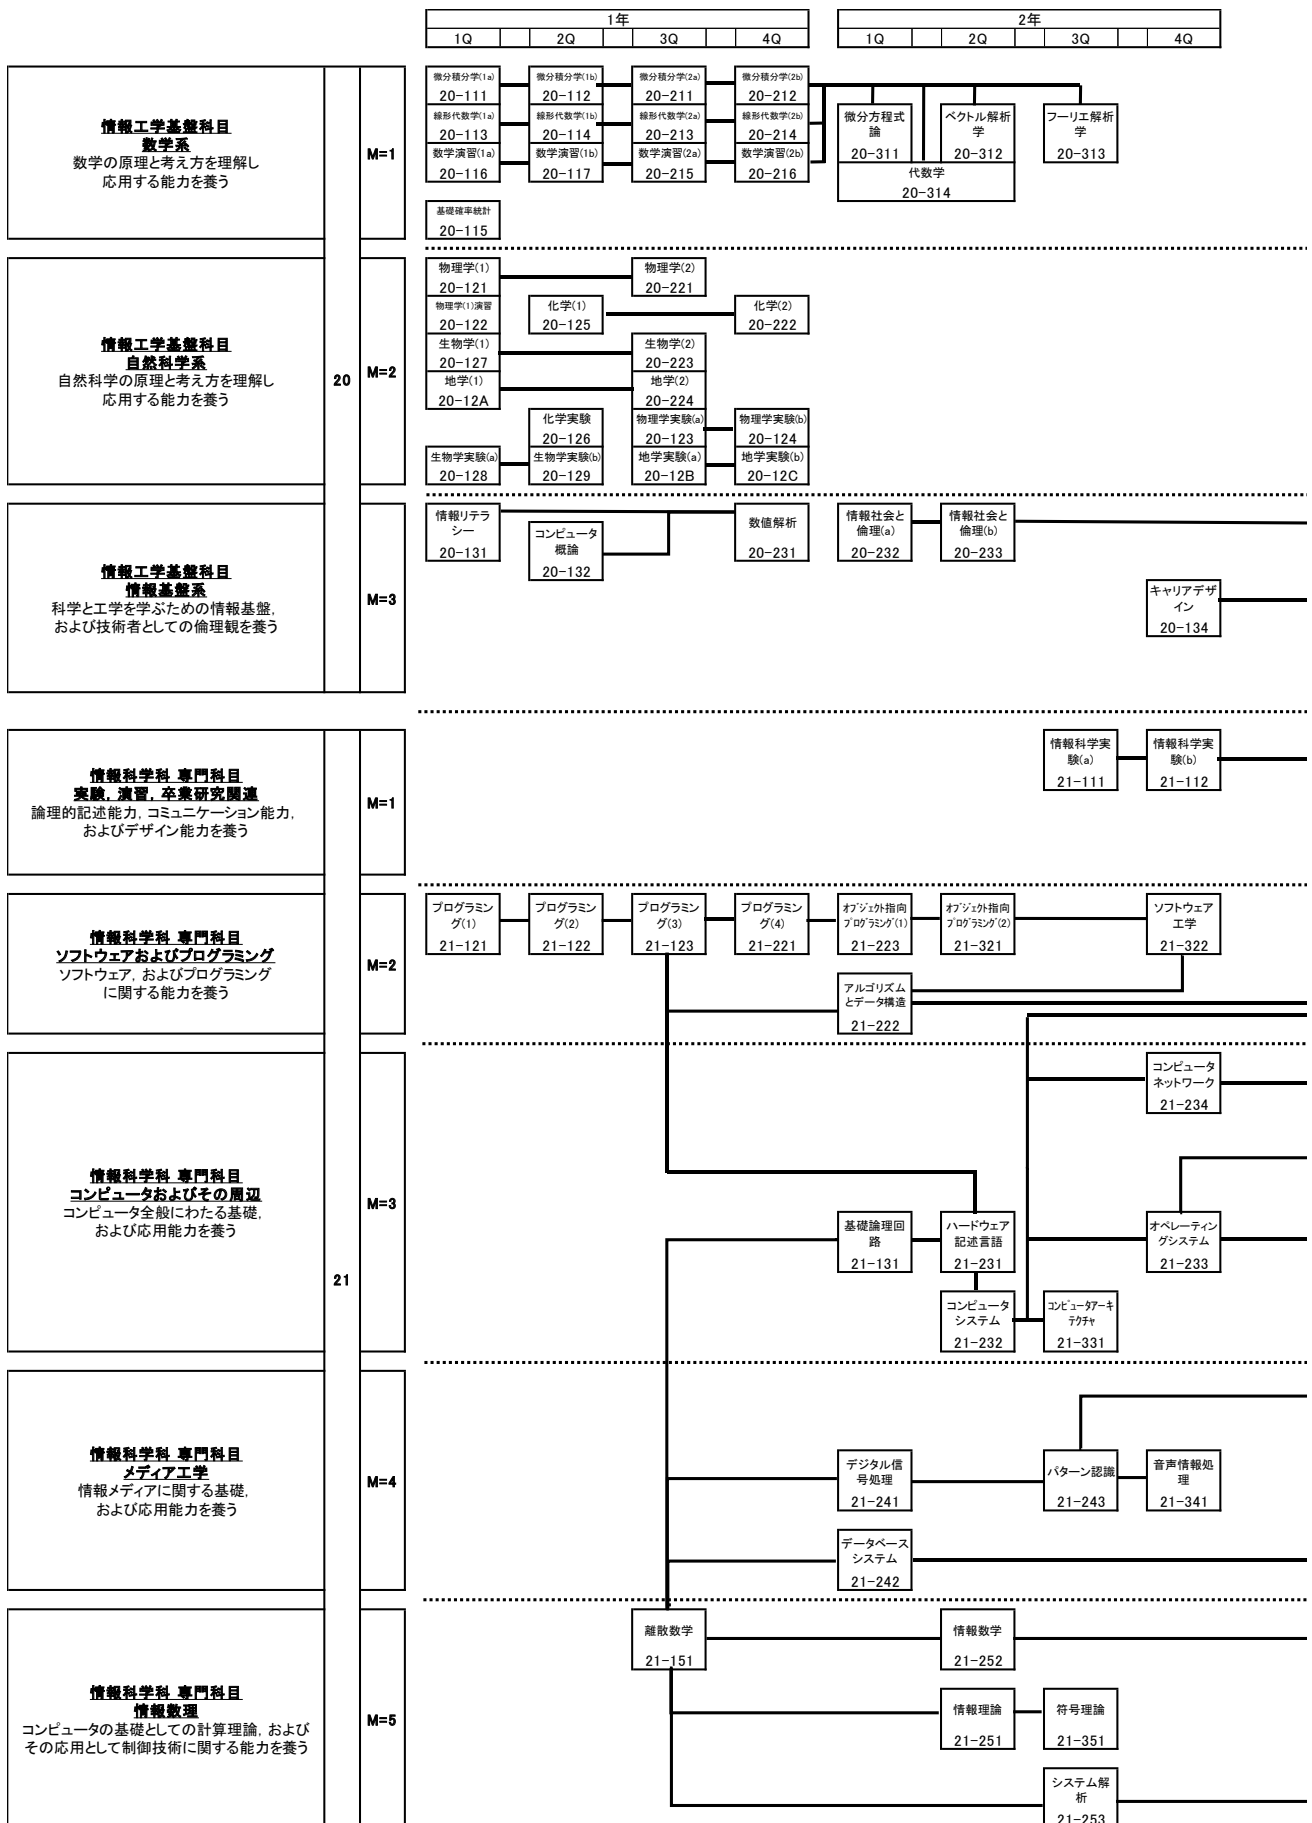 1年 2年
1Q 2Q 3Q 4Q 1Q 2Q 3Q 4Q
情報工学基盤科目
数学系
数学の原理と考え方を理解し
応用する能力を養う
20
M=1
微分積分学(1a) 微分積分学(1b) 微分積分学(2a) 微分積分学(2b)
20-111 20-112 20-211 20-212
線形代数学(1a) 線形代数学(1b) 線形代数学(2a) 線形代数学(2b)
20-113 20-114 20-213 20-214
数学演習(1a) 数学演習(1b) 数学演習(2a) 数学演習(2b)
20-116 20-117 20-215 20-216
微分方程式
論
20-311
ベクトル解析
学
20-312
フーリエ解析
学
20-313
代数学
20-314
基礎確率統計
20-115
情報工学基盤科目
自然科学系
自然科学の原理と考え方を理解し
応用する能力を養う
M=2
物理学(1) 物理学(2)
20-121 20-221
物理学(1)演習 化学(1) 化学(2)
20-122 20-125 20-222
生物学(1) 生物学(2)
20-127 20-223
地学(1) 地学(2)
20-12A 20-224
化学実験 物理学実験(a) 物理学実験(b)
20-126 20-123 20-124
生物学実験(a) 生物学実験(b) 地学実験(a) 地学実験(b)
20-128 20-129 20-12B 20-12C
情報工学基盤科目
情報基盤系
科学と工学を学ぶための情報基盤,
および技術者としての倫理観を養う
M=3
情報リテラ
シー
20-131
コンピュータ
概論
20-132
数値解析
20-231
情報社会と
倫理(a)
20-232
情報社会と
倫理(b)
20-233
キャリアデザ
イン
20-134
情報科学科 専門科目
実験, 演習, 卒業研究関連
論理的記述能力, コミュニケーション能力,
およびデザイン能力を養う
21
M=1
情報科学実
験(a)
21-111
情報科学実
験(b)
21-112
情報科学科 専門科目
ソフトウェアおよびプログラミング
ソフトウェア, およびプログラミング
に関する能力を養う
M=2
プログラミン
グ(1)
21-121
プログラミン
グ(2)
21-122
プログラミン
グ(3)
21-123
プログラミン
グ(4)
21-221
オブジェクト指向
プログラミング(1)
21-223
オブジェクト指向
プログラミング(2)
21-321
ソフトウェア
工学
21-322
アルゴリズム
とデータ構造
21-222
情報科学科 専門科目
コンピュータおよびその周辺
コンピュータ全般にわたる基礎,
および応用能力を養う
M=3
コンピュータ
ネットワーク
21-234
基礎論理回
路
21-131
ハードウェア
記述言語
21-231
オペレーティン
グシステム
21-233
コンピュータ
システム
21-232
コンピュータアーキ
テクチャ
21-331
情報科学科 専門科目
メディア工学
情報メディアに関する基礎,
および応用能力を養う
M=4
デジタル信
号処理
21-241
パターン認識
21-243
音声情報処
理
21-341
データベース
システム
21-242
情報科学科 専門科目
情報数理
コンピュータの基礎としての計算理論, および
その応用として制御技術に関する能力を養う
M=5
離散数学
21-151
情報数学
21-252
情報理論
21-251
符号理論
21-351
システム解
析
21-253